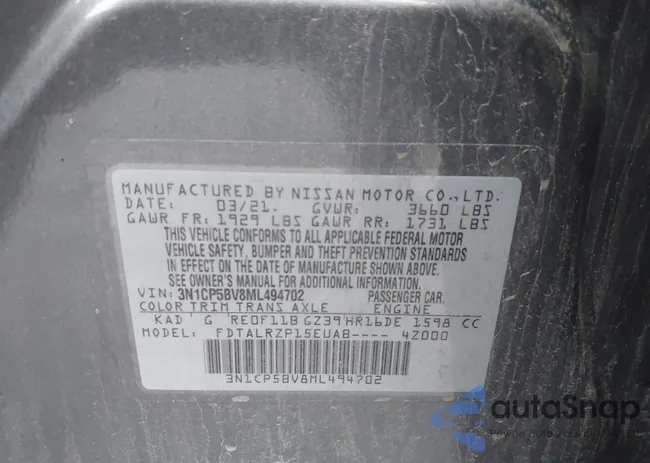 MANUFACTURED BY NISSAN MOTOR CO., LTD.
DATE: 03/21. GVWR: 3660 LBS
GAWR FR: 1929 LBS GAWR RR: 1731 LBS
THIS VEHICLE CONFORMS TO ALL APPLICABLE FEDERAL MOTOR
VEHICLE SAFETY, BUMPER AND THEFT PREVENTION STANDARDS
IN EFFECT ON THE DATE OF MANUFACTURE SHOWN ABOVE.
SEE OWNER'S MANUAL FOR ADDITIONAL INFORMATION.
VIN: 3N1CP5BV8ML494702 PASSENGER CAR.
COLOR TRIM TRANS AXLE ENGINE
KAD G RE0F11B GZ39 HR16DE 1598 CC
MODEL: FDTALRZP15EUAB---- 4Z000
3N1CP5BV8ML494702
autoSnap